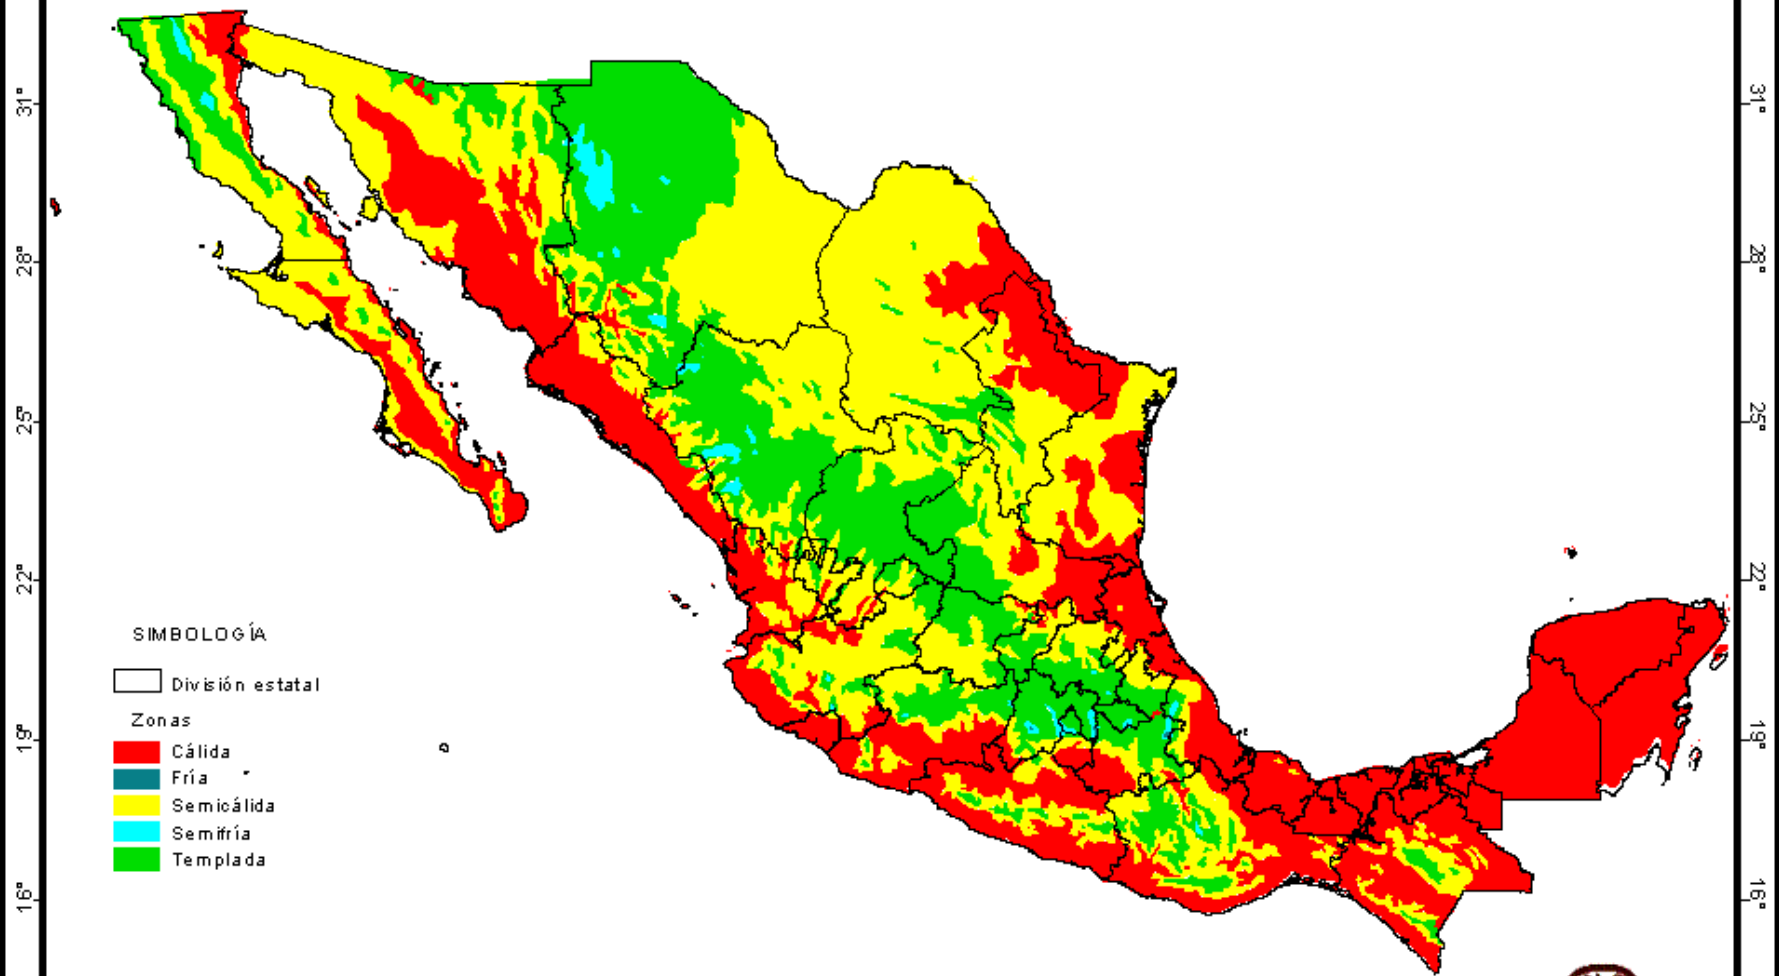 31°
28°
25°
22°
19°
16°
31°
28°
25°
22°
19°
16°
SIMBOLOGÍA
División estatal
Zonas
Cálida
Fría
Semicálida
Semifría
Templada